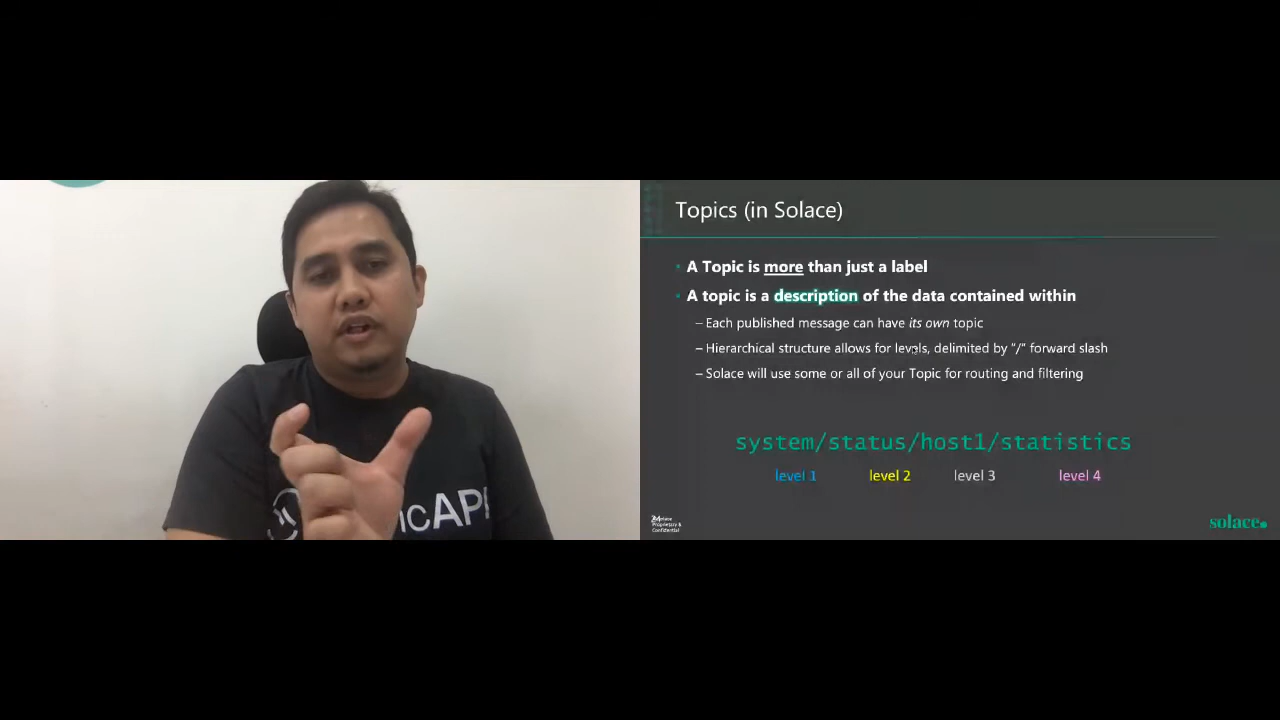 Topics (in Solace)
A Topic is more than just a label
A topic is a description of the data contained within
– Each published message can have its own topic
– Hierarchical structure allows for levels, delimited by "/" forward slash
– Solace will use some or all of your Topic for routing and filtering
system/status/host1/statistics
level 1 level 2 level 3 level 4
Proprietary &
Confidential
solace.